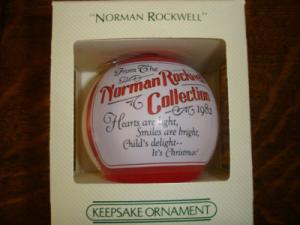 "NORMAN ROCKWELL"
From The
Norman Rockwell
Collection 1982
Hearts are light,
Smiles are bright,
Child's delight--
It's Christmas!
KEEPSAKE ORNAMENT